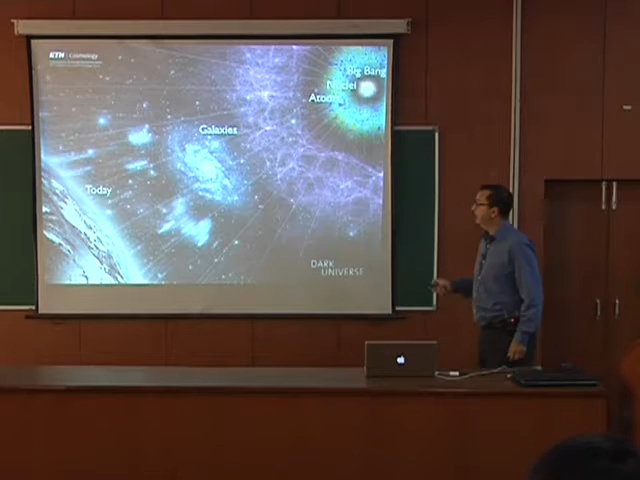 ETH | Cosmology
Big Bang
Nuclei
Atoms
Galaxies
Today
DARK
UNIVERSE